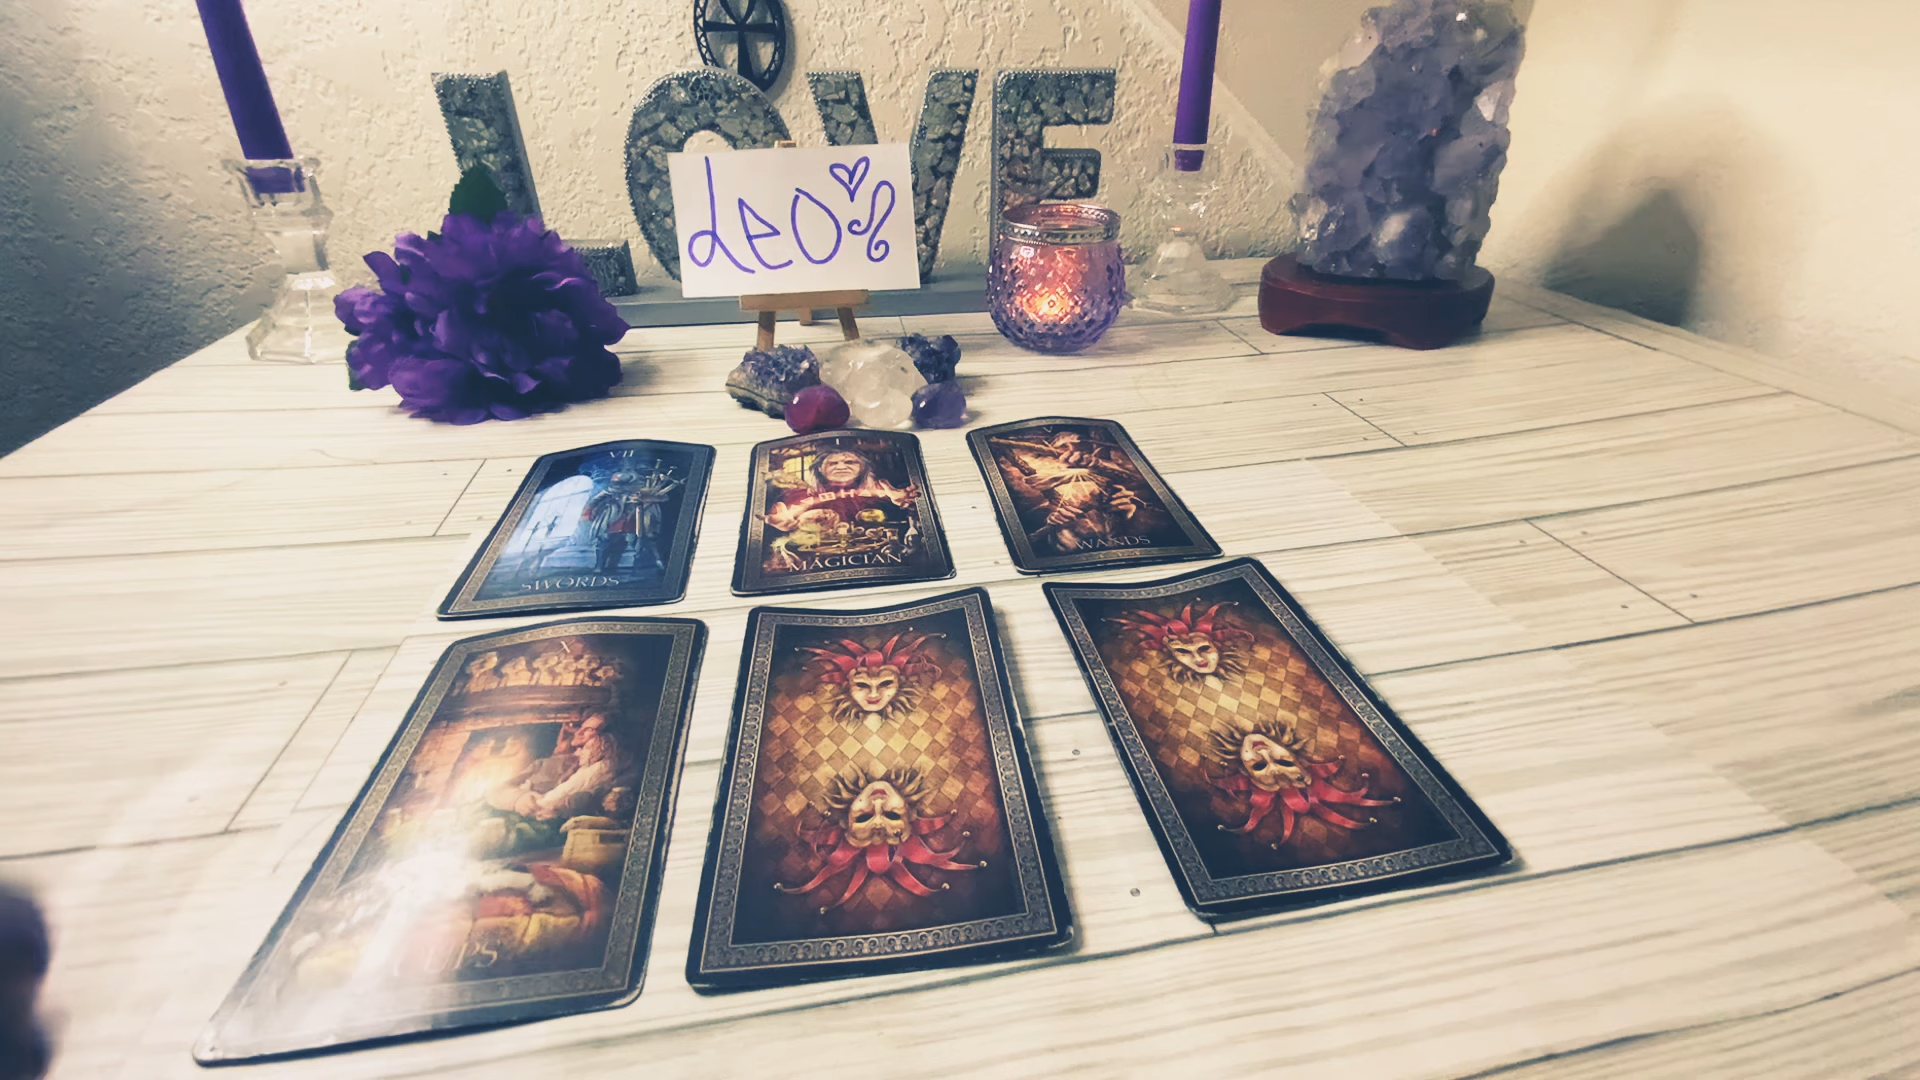 LOVE
Leo
VII
SWORDS
I
MAGICIAN
V
WANDS
X
CUPS